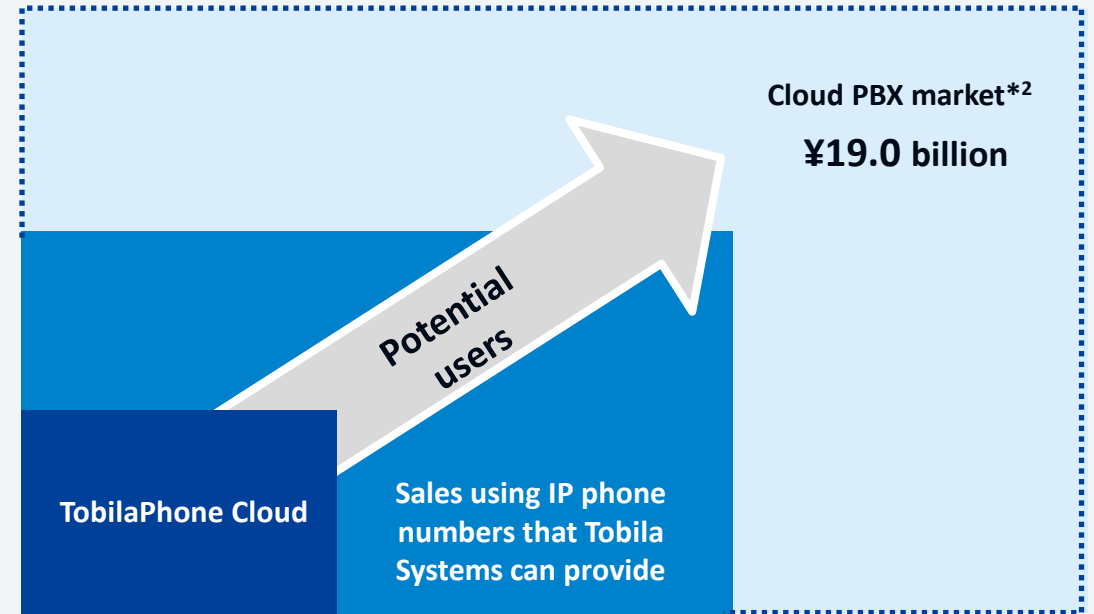 Cloud PBX market*2
¥19.0 billion
Potential
users
TobilaPhone Cloud
Sales using IP phone
numbers that Tobila
Systems can provide